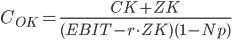 C_{OK} = \frac{CK + ZK}{(EBIT - r \cdot ZK)(1 - Np)}